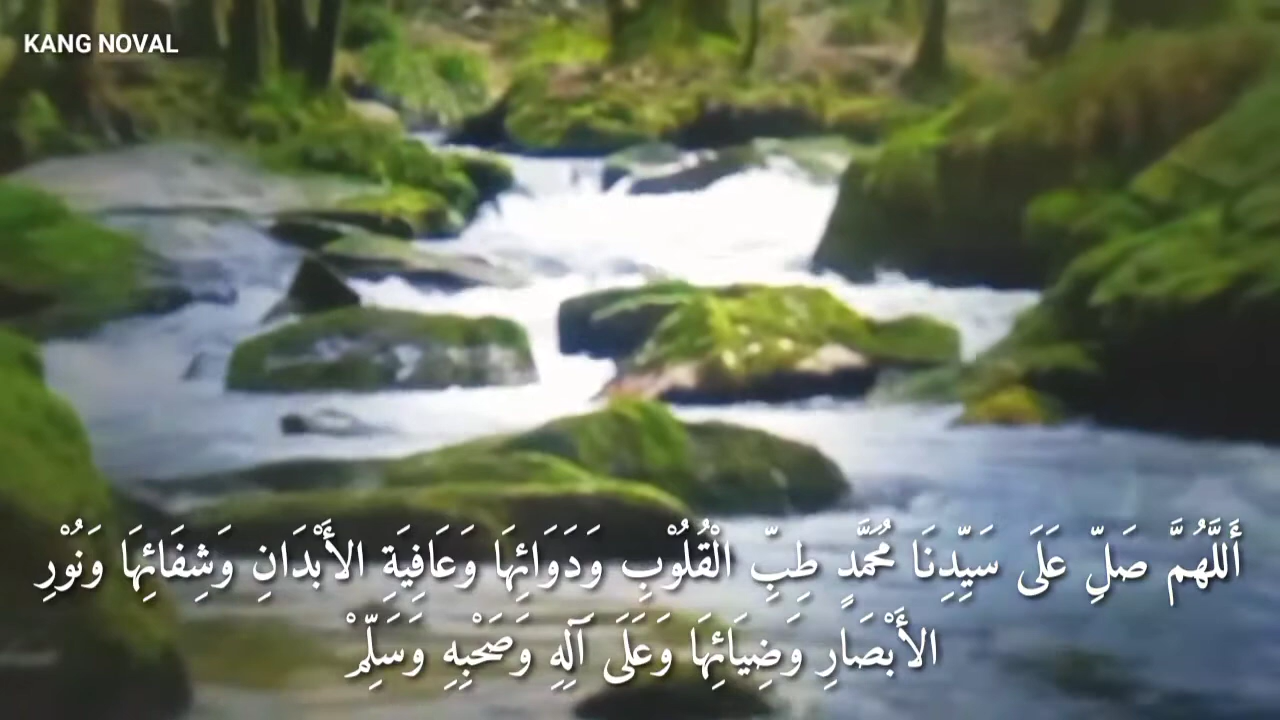 KANG NOVAL
أَللَّهُمَّ صَلِّ عَلَى سَيِّدِنَا مُحَمَّدٍ طِبِّ الْقُلُوْبِ وَدَوَائِهَا وَعَافِيَةِ الأَبْدَانِ وَشِفَائِهَا وَنُوْرِ
الأَبْصَارِ وَضِيَائِهَا وَعَلَى آلِهِ وَصَحْبِهِ وَسَلِّمْ